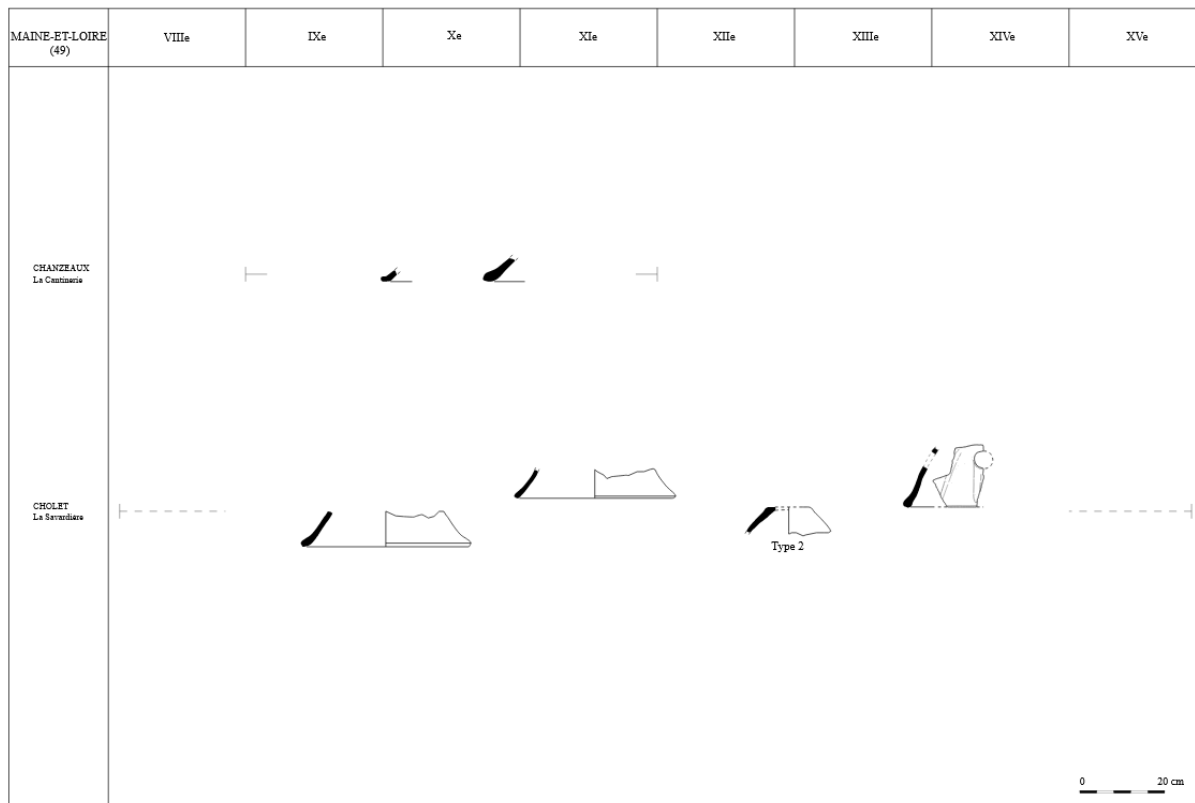 MAINE-ET-LOIRE
(49)
VIIIe
IXe
Xe
XIe
XIIe
XIIIe
XIVe
XVe
CHANZEAUX
La Cantinerie
CHOLET
La Savardière
Type 2
0 20 cm